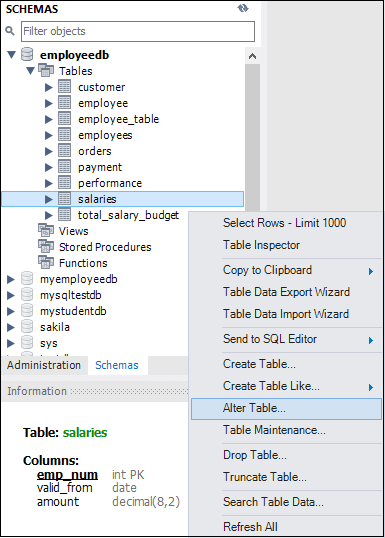 SCHEMAS
Filter objects
employeedb
Tables
customer
employee
employee_table
employees
orders
payment
performance
salaries
total_salary_budget
Views
Stored Procedures
Functions
myemployeedb
mysqltestdb
mystudentdb
sakila
sys
Administration Schemas
Information
Table: salaries
Columns:
emp_num int PK
valid_from date
amount decimal(8,2)
Select Rows - Limit 1000
Table Inspector
Copy to Clipboard
Table Data Export Wizard
Table Data Import Wizard
Send to SQL Editor
Create Table...
Create Table Like...
Alter Table...
Table Maintenance...
Drop Table...
Truncate Table...
Search Table Data...
Refresh All